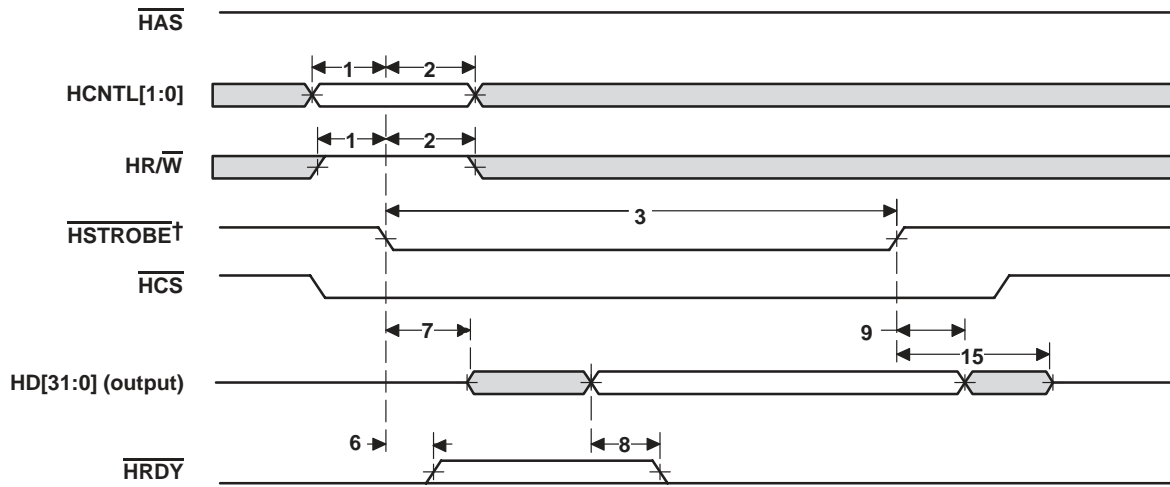 HAS
1 2
HCNTL[1:0]
1 2
HR/W
3
HSTROBE†
HCS
7 9
15
HD[31:0] (output)
6 8
HRDY